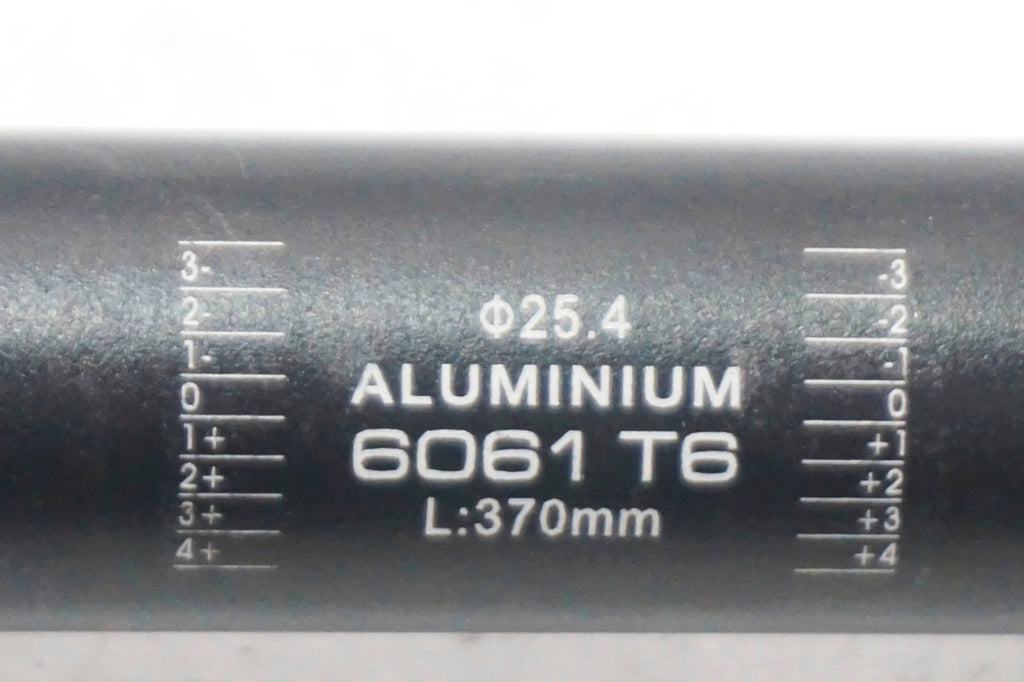 3- -3
2- -2
Φ25.4
1- -1
ALUMINIUM
0 0
1+ +1
6061 T6
2+ +2
3+ +3
L:370mm
4+ +4